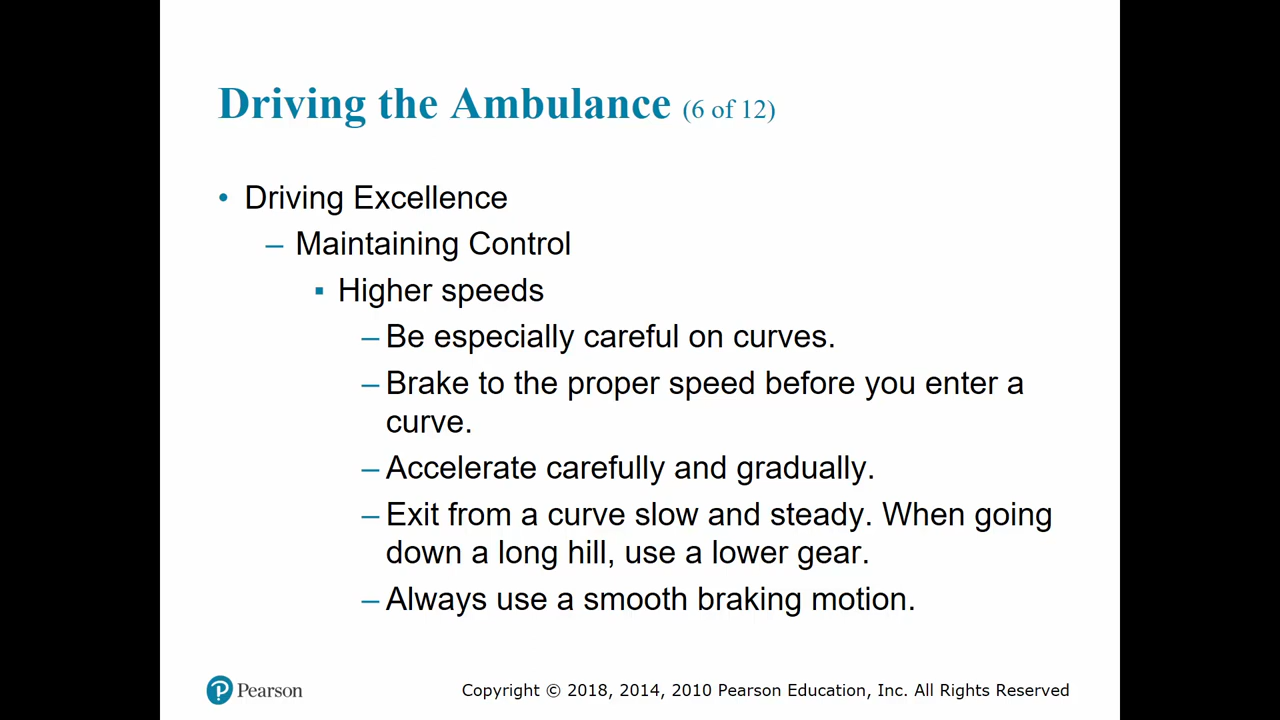 Driving the Ambulance (6 of 12)
• Driving Excellence
– Maintaining Control
▪ Higher speeds
– Be especially careful on curves.
– Brake to the proper speed before you enter a
curve.
– Accelerate carefully and gradually.
– Exit from a curve slow and steady. When going
down a long hill, use a lower gear.
– Always use a smooth braking motion.
P Pearson
Copyright © 2018, 2014, 2010 Pearson Education, Inc. All Rights Reserved